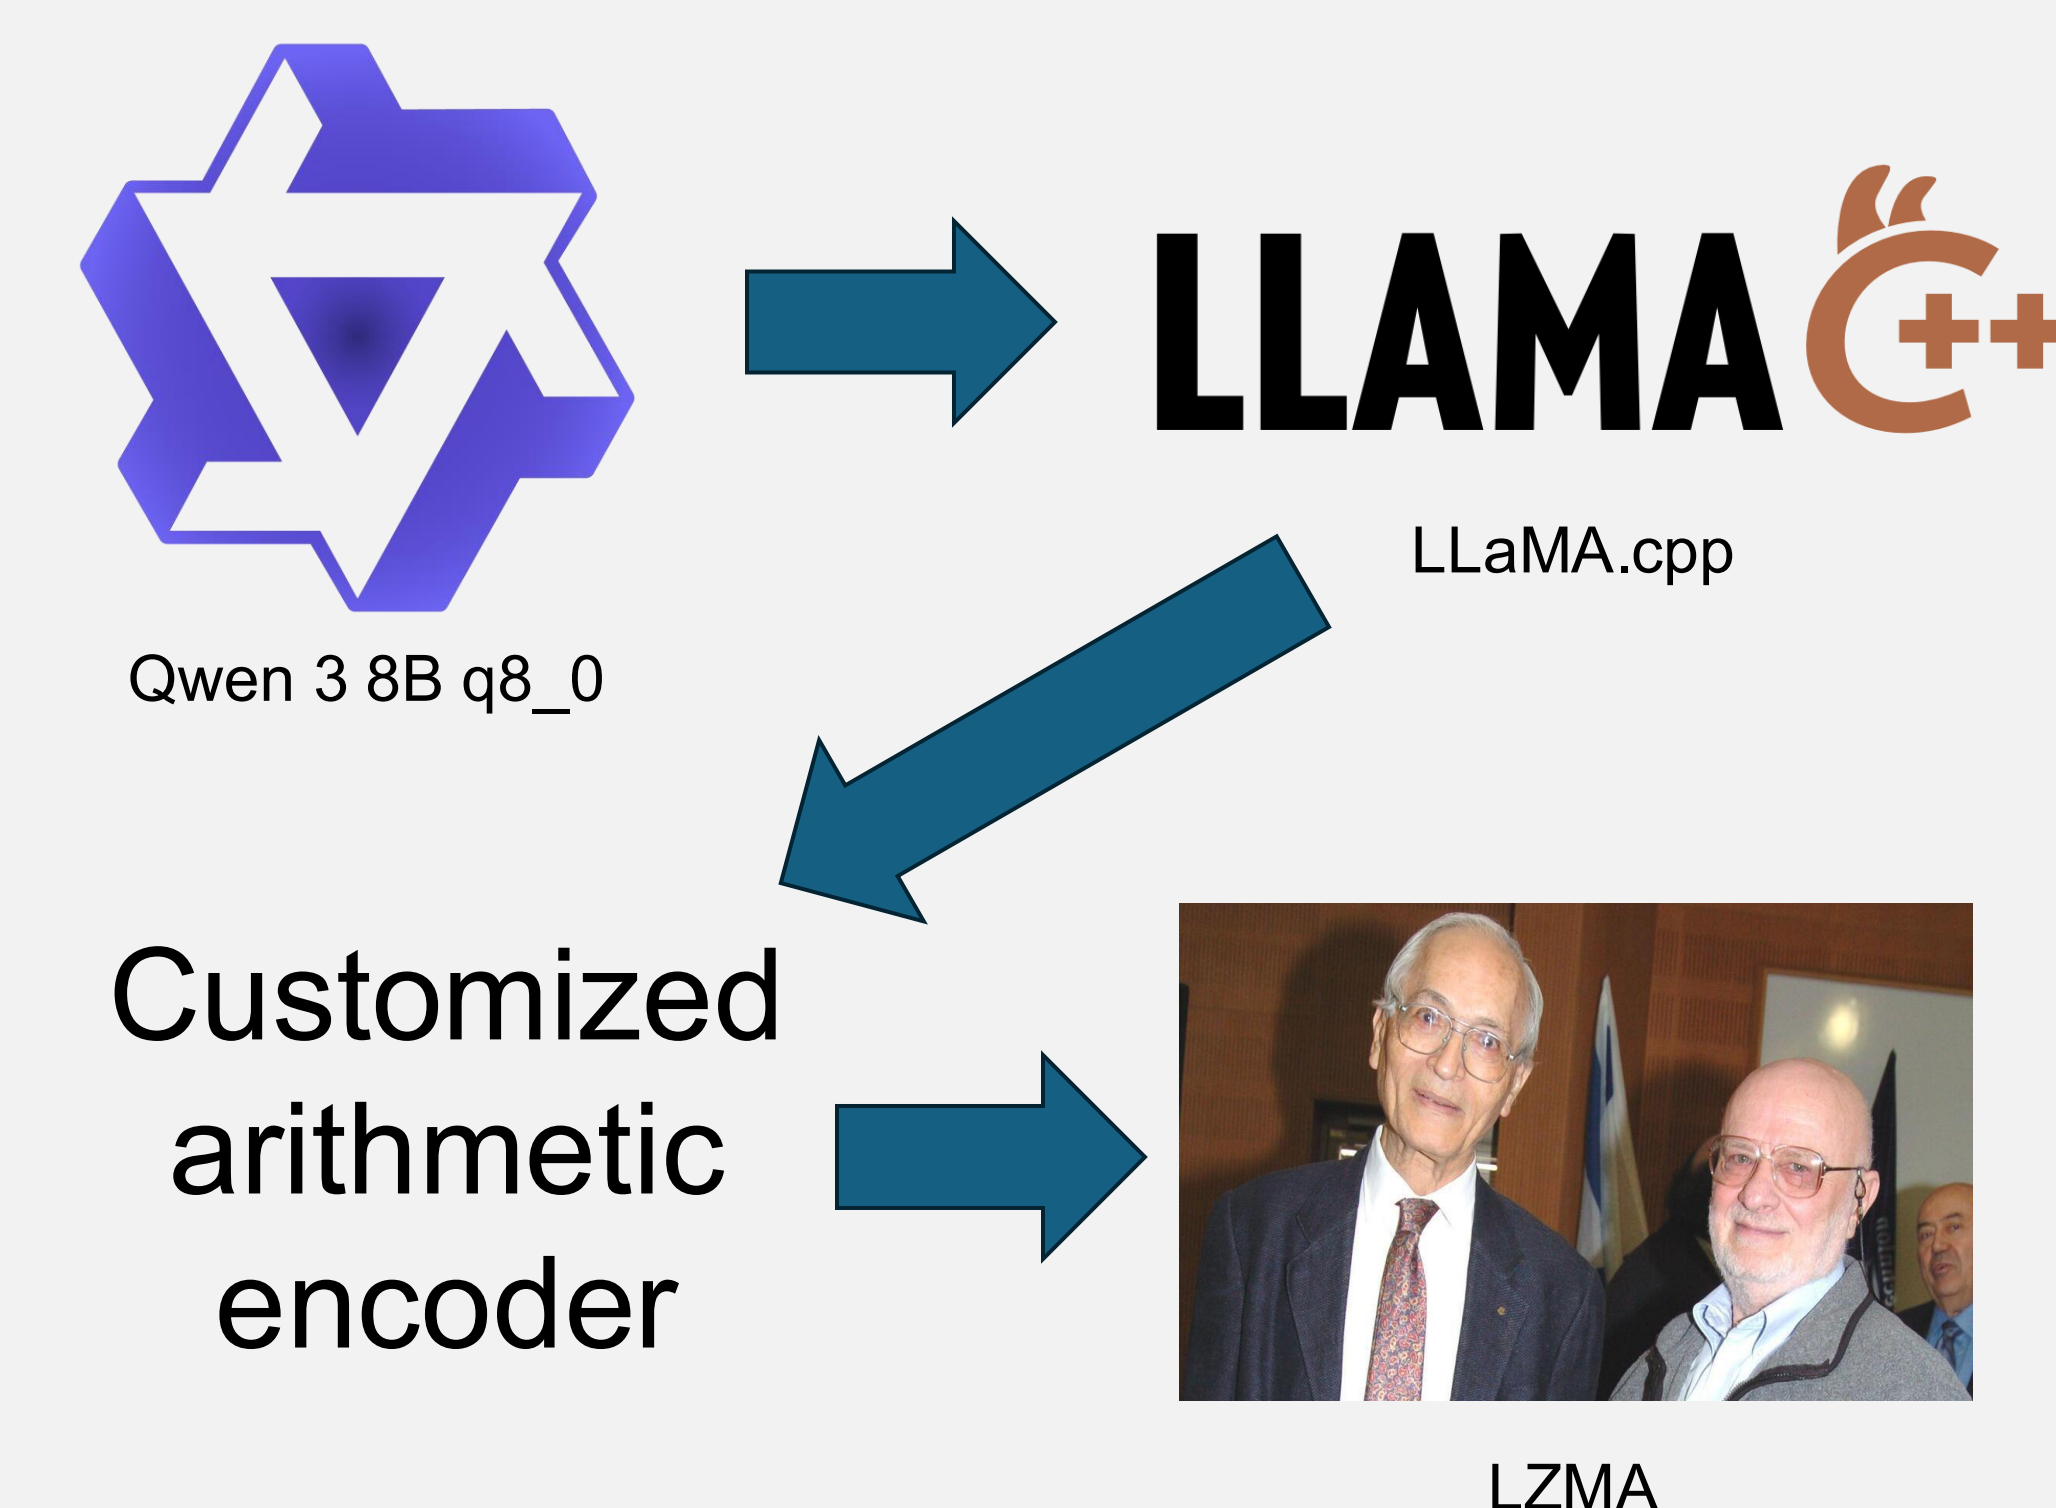 LLAMA C++
LLaMA.cpp
Qwen 3 8B q8_0
Customized
arithmetic
encoder
LZMA